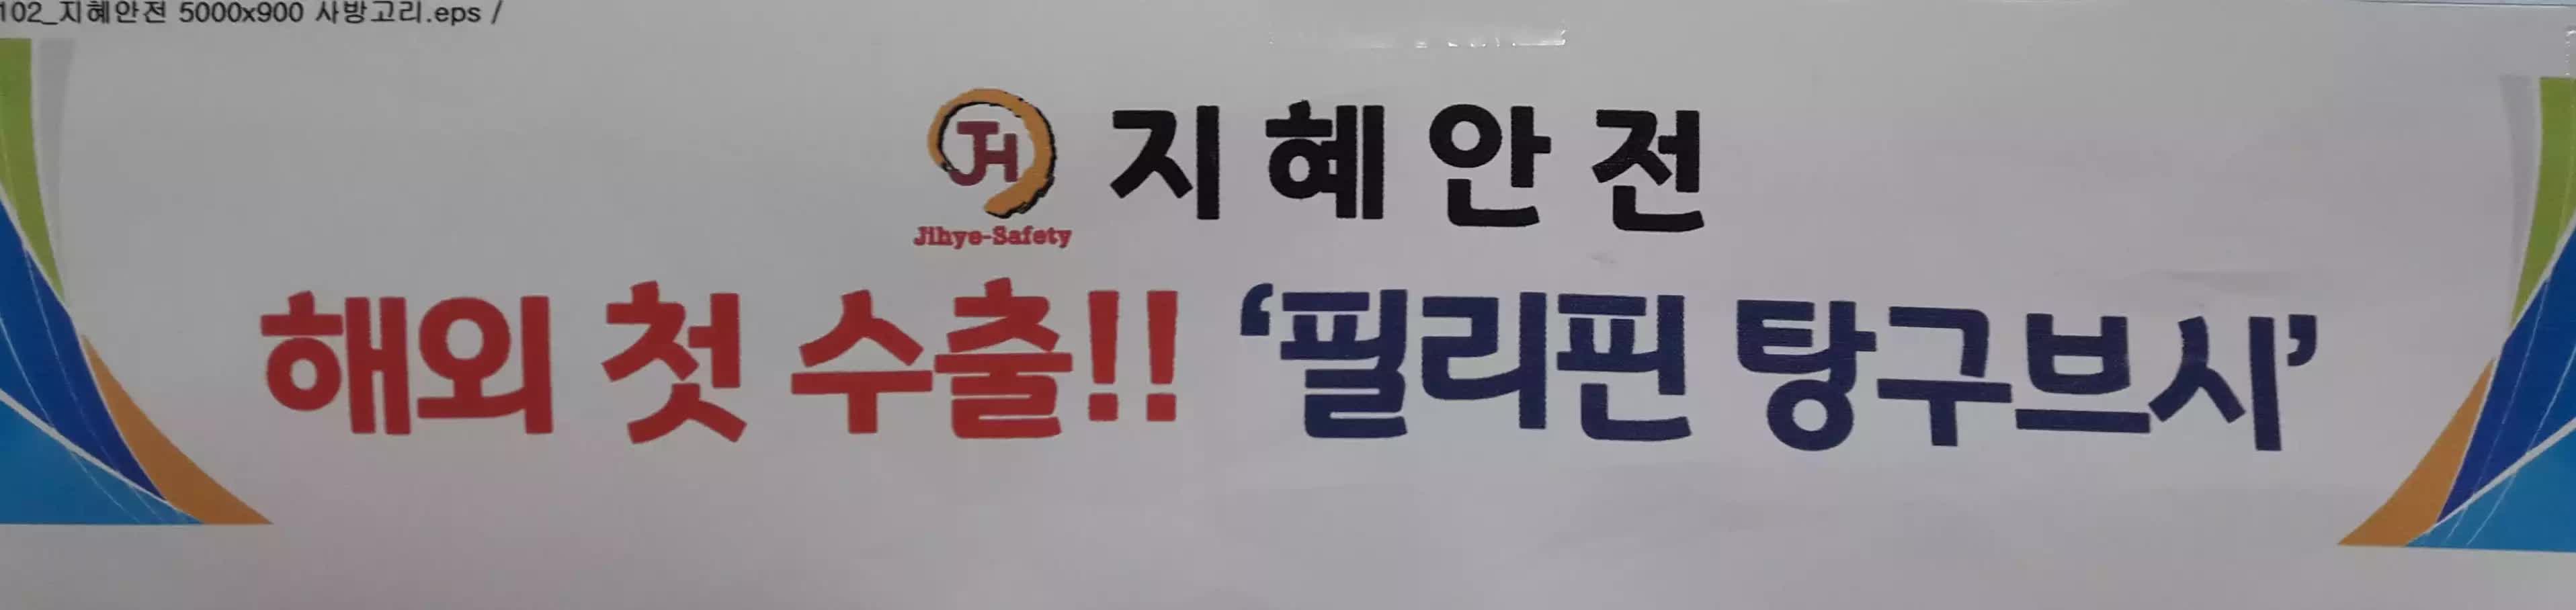 102_지혜안전 5000x900 사방고리.eps /
JH 지혜안전
Jihye-Safety
해외 첫 수출!! ‘필리핀 탕구브시’